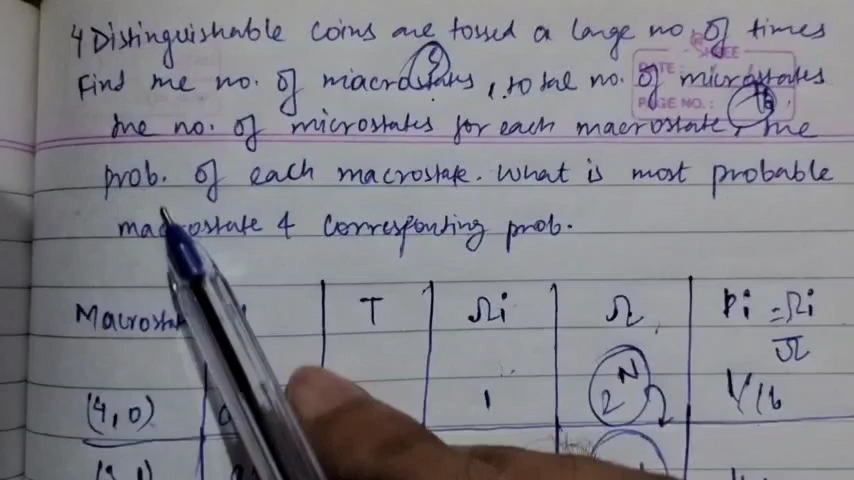 4 Distinguishable coins are tossed a large no. of times
Find the no. of macrostates, total no. of microstates
the no. of microstates for each macrostate, the
prob. of each macrostate. What is most probable
macrostate & corresponding prob.
PAGE NO.:
T Ωi Ω Pi = Ωi
Ω
(4,0) 1 2^N 1/16